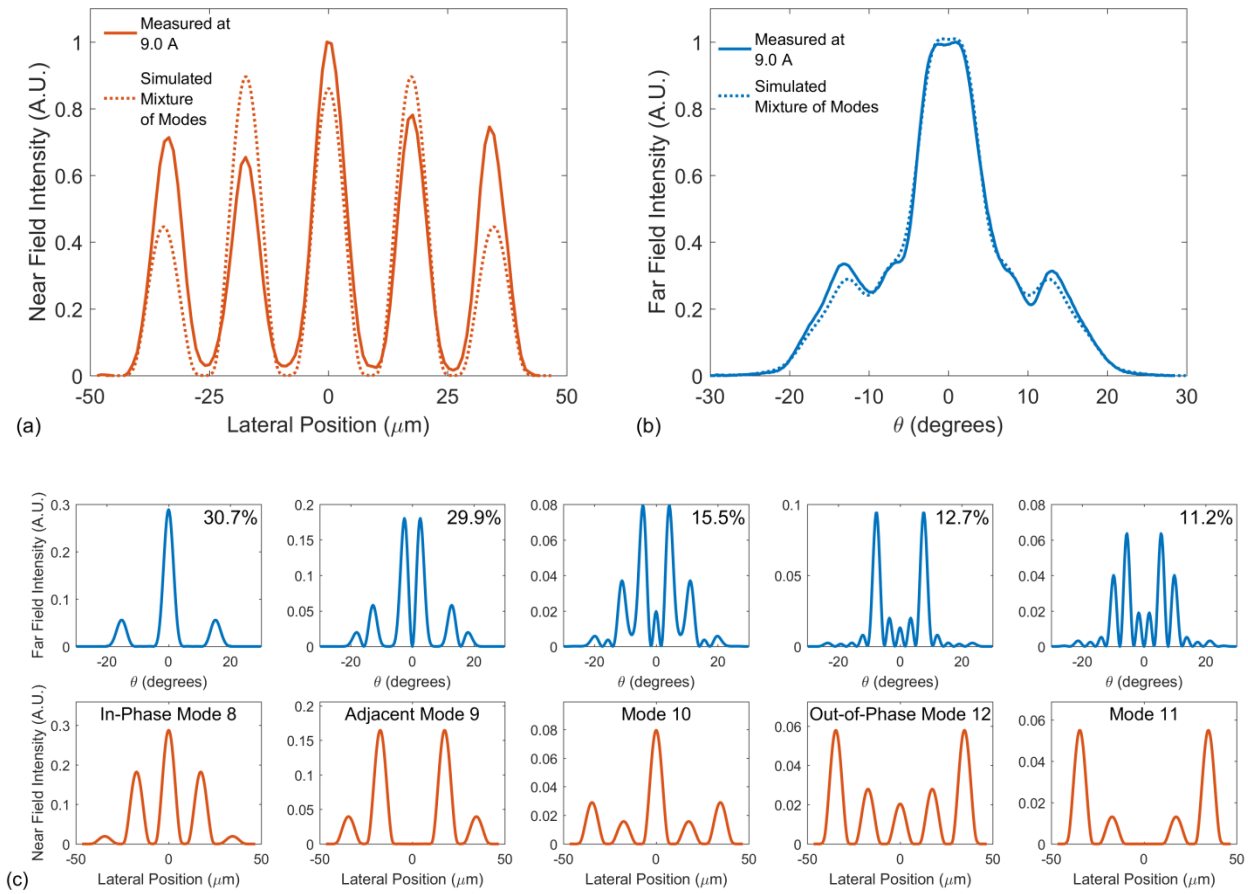 Measured at
9.0 A
Simulated
Mixture
of Modes
Near Field Intensity (A.U.)
1
0.8
0.6
0.4
0.2
0
-50 -25 0 25 50
Lateral Position (μm)
(a)
Measured at
9.0 A
Simulated
Mixture of Modes
Far Field Intensity (A.U.)
1
0.8
0.6
0.4
0.2
0
-30 -20 -10 0 10 20 30
θ (degrees)
(b)
Far Field Intensity (A.U.)
0.3
0.2
0.1
0
30.7%
-20 0 20
θ (degrees)
0.2
0.15
0.1
0.05
0
29.9%
-20 0 20
θ (degrees)
0.08
0.06
0.04
0.02
0
15.5%
-20 0 20
θ (degrees)
0.1
0.05
0
12.7%
-20 0 20
θ (degrees)
0.08
0.06
0.04
0.02
0
11.2%
-20 0 20
θ (degrees)
Near Field Intensity (A.U.)
In-Phase Mode 8
0.3
0.2
0.1
0
-50 0 50
Lateral Position (μm)
Adjacent Mode 9
0.2
0.15
0.1
0.05
0
-50 0 50
Lateral Position (μm)
Mode 10
0.08
0.06
0.04
0.02
0
-50 0 50
Lateral Position (μm)
Out-of-Phase Mode 12
0.06
0.04
0.02
0
-50 0 50
Lateral Position (μm)
Mode 11
0.06
0.04
0.02
0
-50 0 50
Lateral Position (μm)
(c)